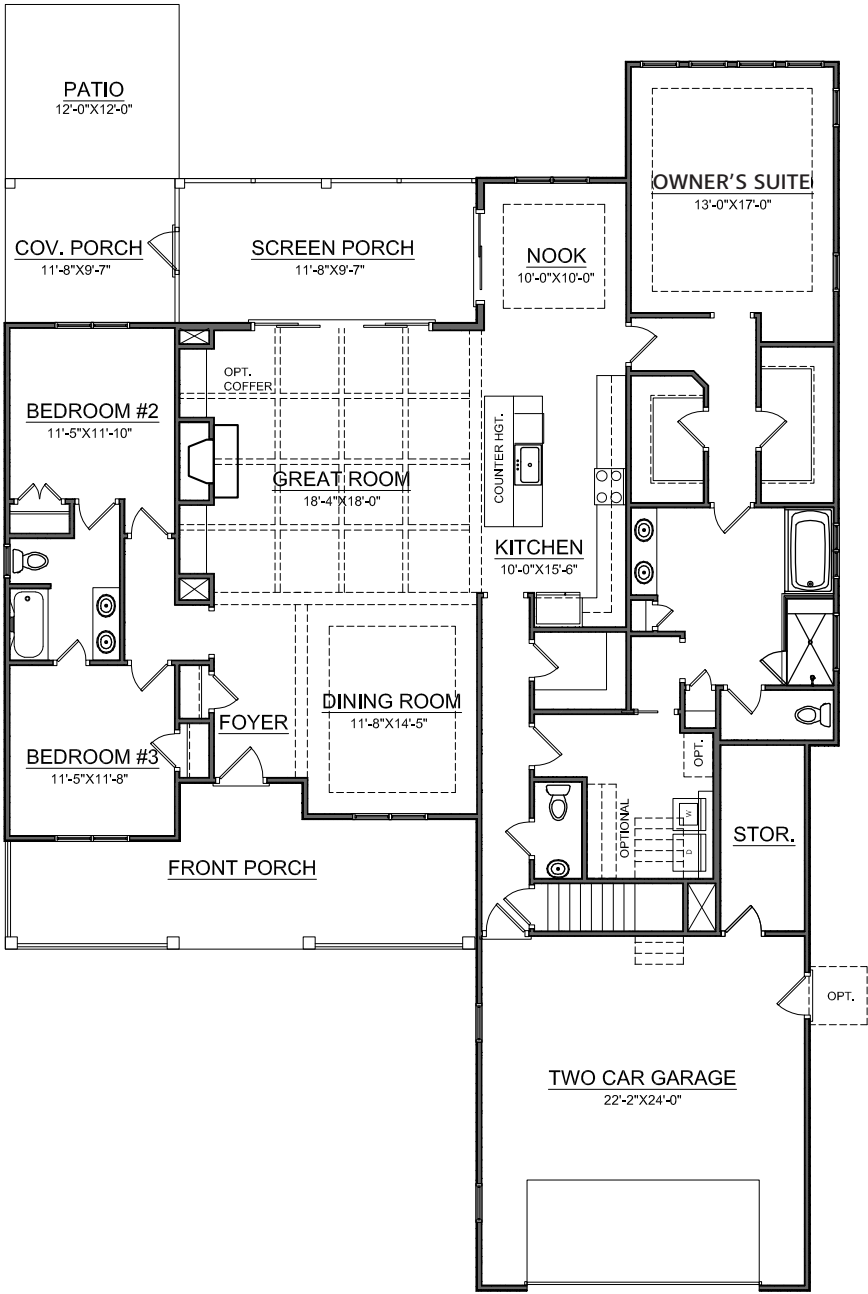 PATIO
12'-0"X12'-0"
OWNER'S SUITE
13'-0"X17'-0"
COV. PORCH
11'-8"X9'-7"
SCREEN PORCH
11'-8"X9'-7"
NOOK
10'-0"X10'-0"
OPT.
COFFER
BEDROOM #2
11'-5"X11'-10"
COUNTER HGT.
GREAT ROOM
18'-4"X18'-0"
KITCHEN
10'-0"X15'-6"
DINING ROOM
11'-8"X14'-5"
FOYER
BEDROOM #3
11'-5"X11'-8"
OPT.
W
OPTIONAL
D
STOR.
FRONT PORCH
OPT.
TWO CAR GARAGE
22'-2"X24'-0"